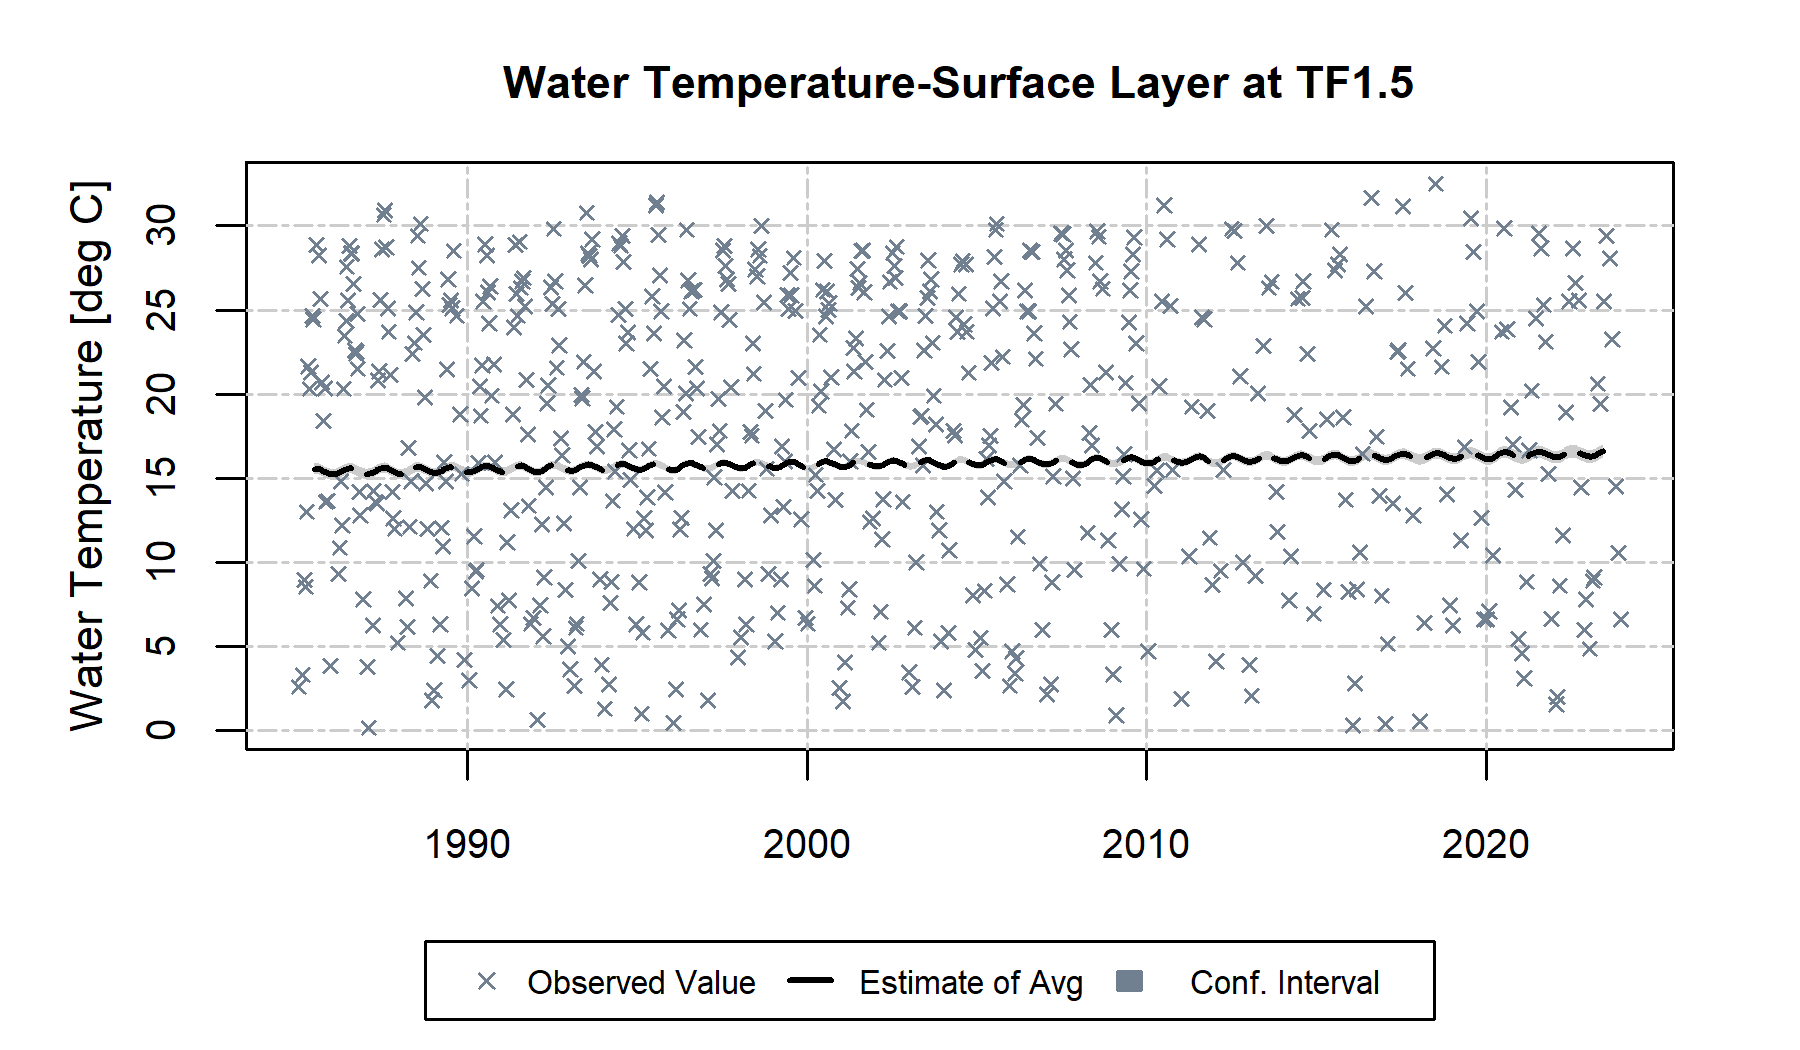 Water Temperature-Surface Layer at TF1.5
Water Temperature [deg C]
30
25
20
15
10
5
0
1990 2000 2010 2020
Observed Value Estimate of Avg Conf. Interval